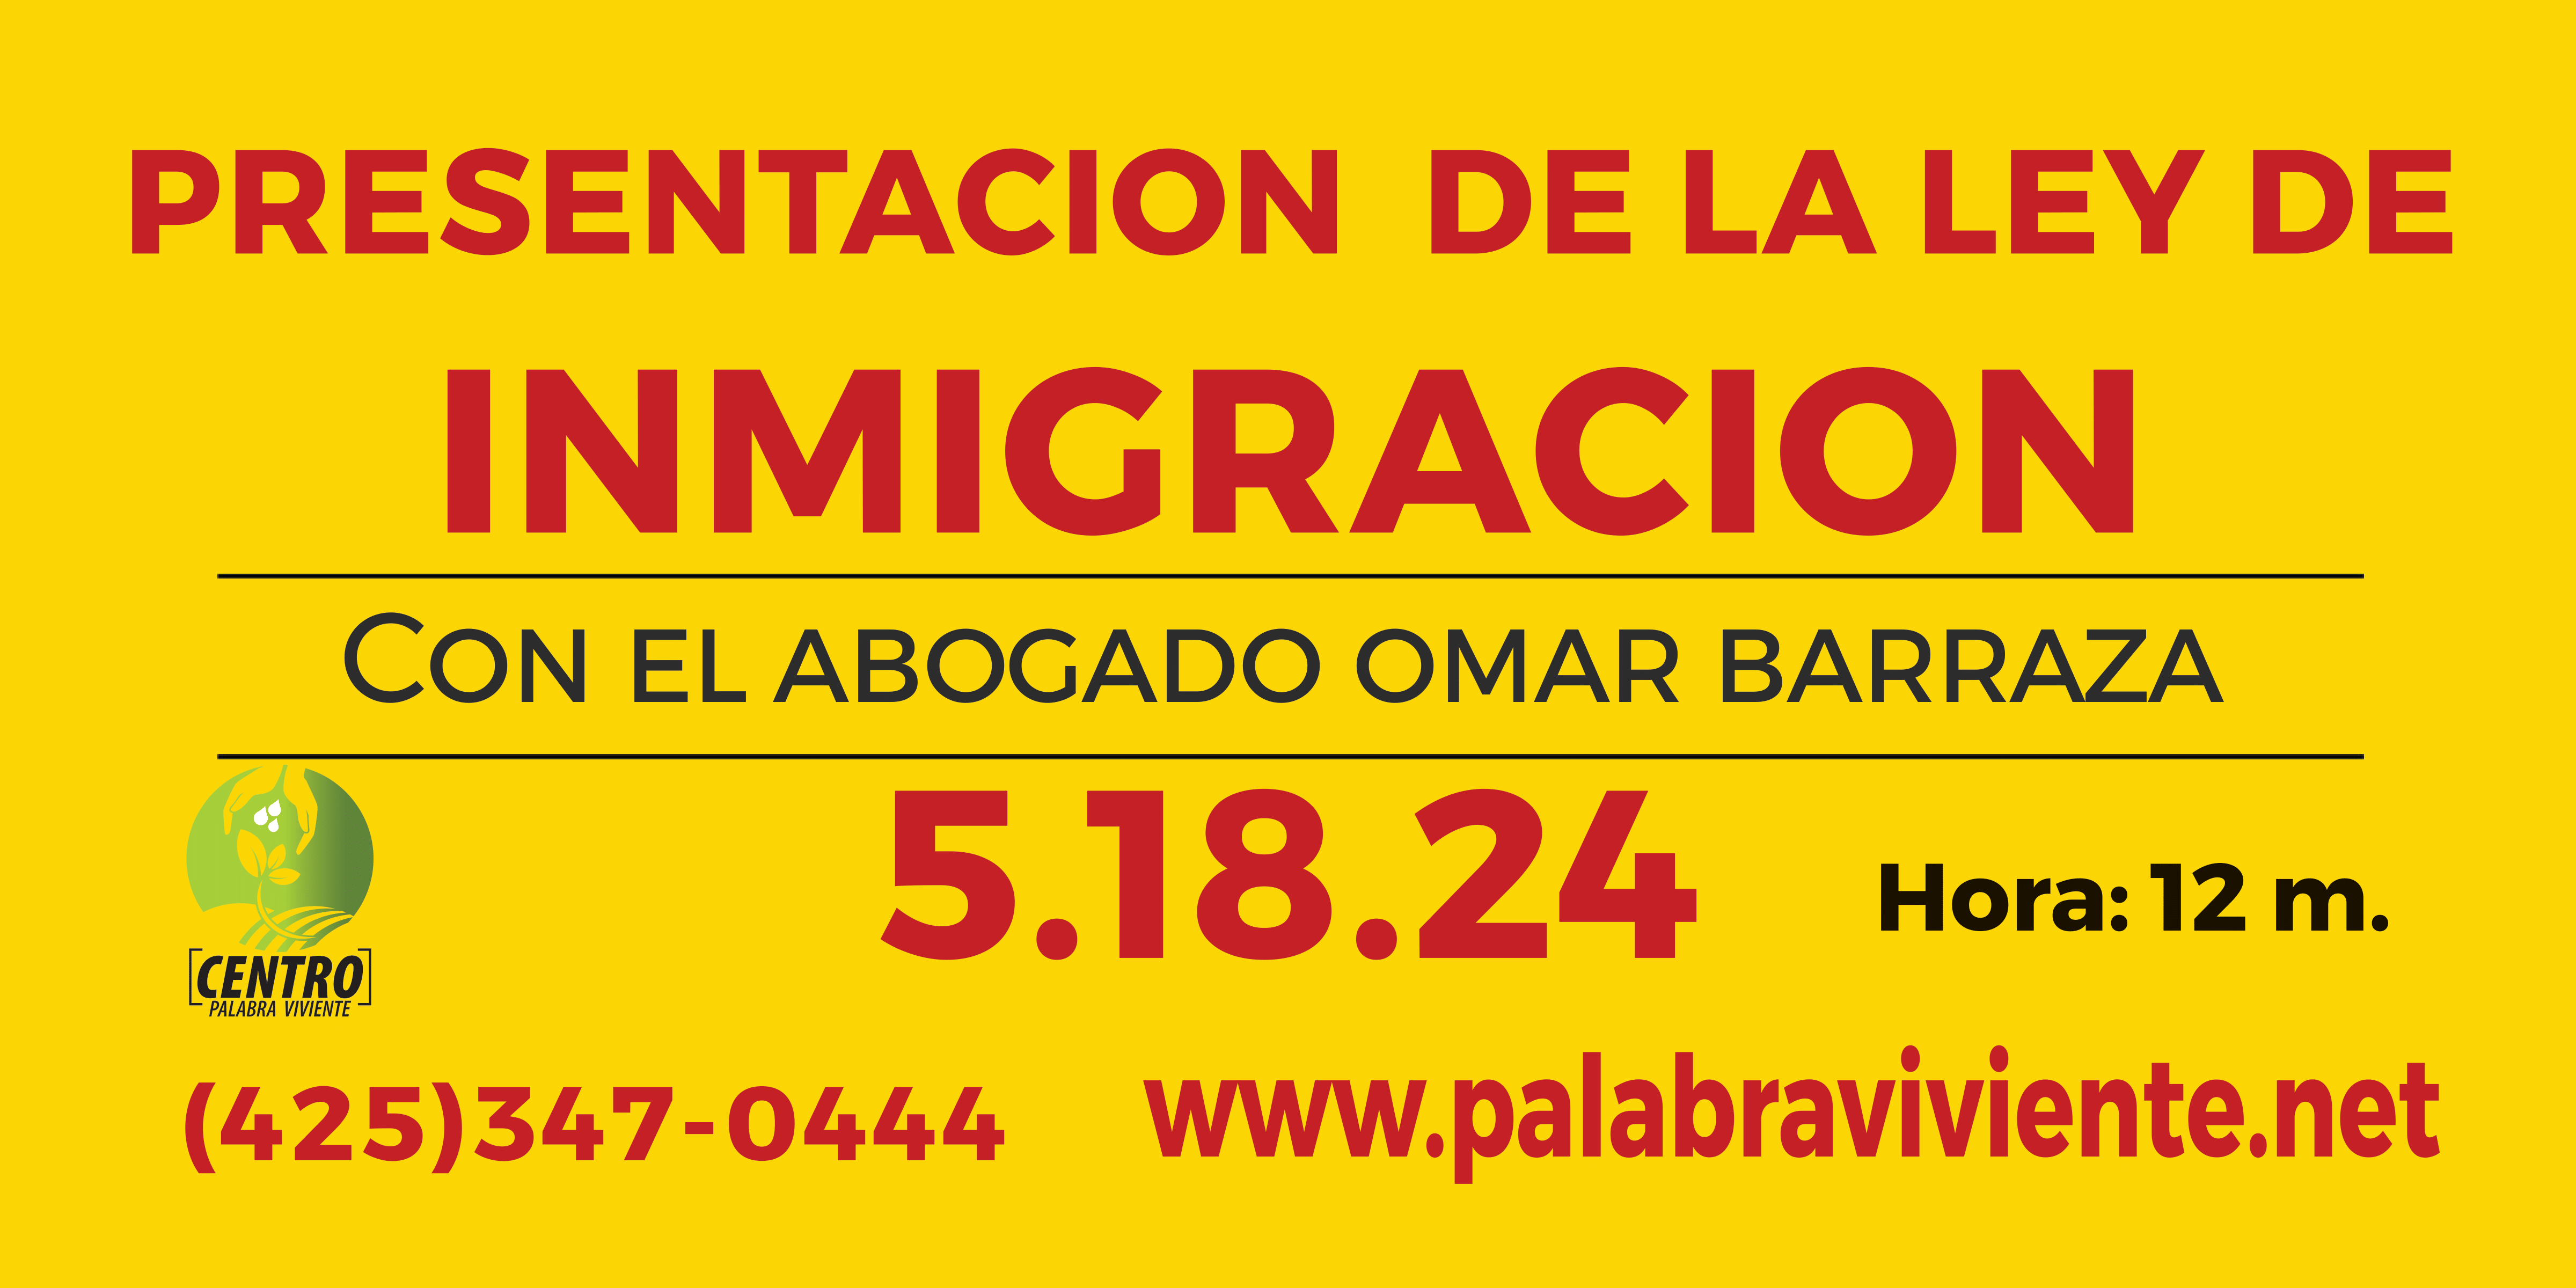 PRESENTACION DE LA LEY DE
INMIGRACION
CON EL ABOGADO OMAR BARRAZA
5.18.24
Hora: 12 m.
[CENTRO]
PALABRA VIVIENTE
(425)347-0444
www.palabraviviente.net